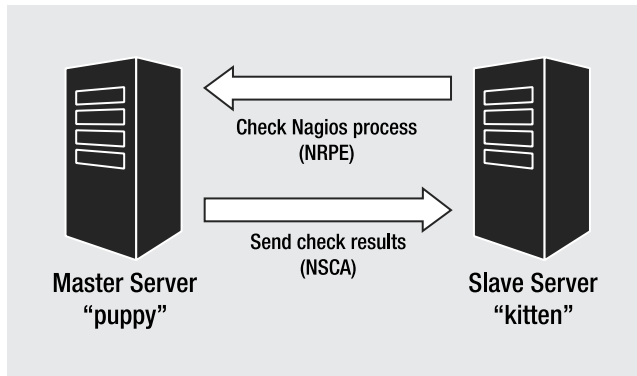 Check Nagios process
(NRPE)
Send check results
(NSCA)
Master Server
“puppy”
Slave Server
“kitten”